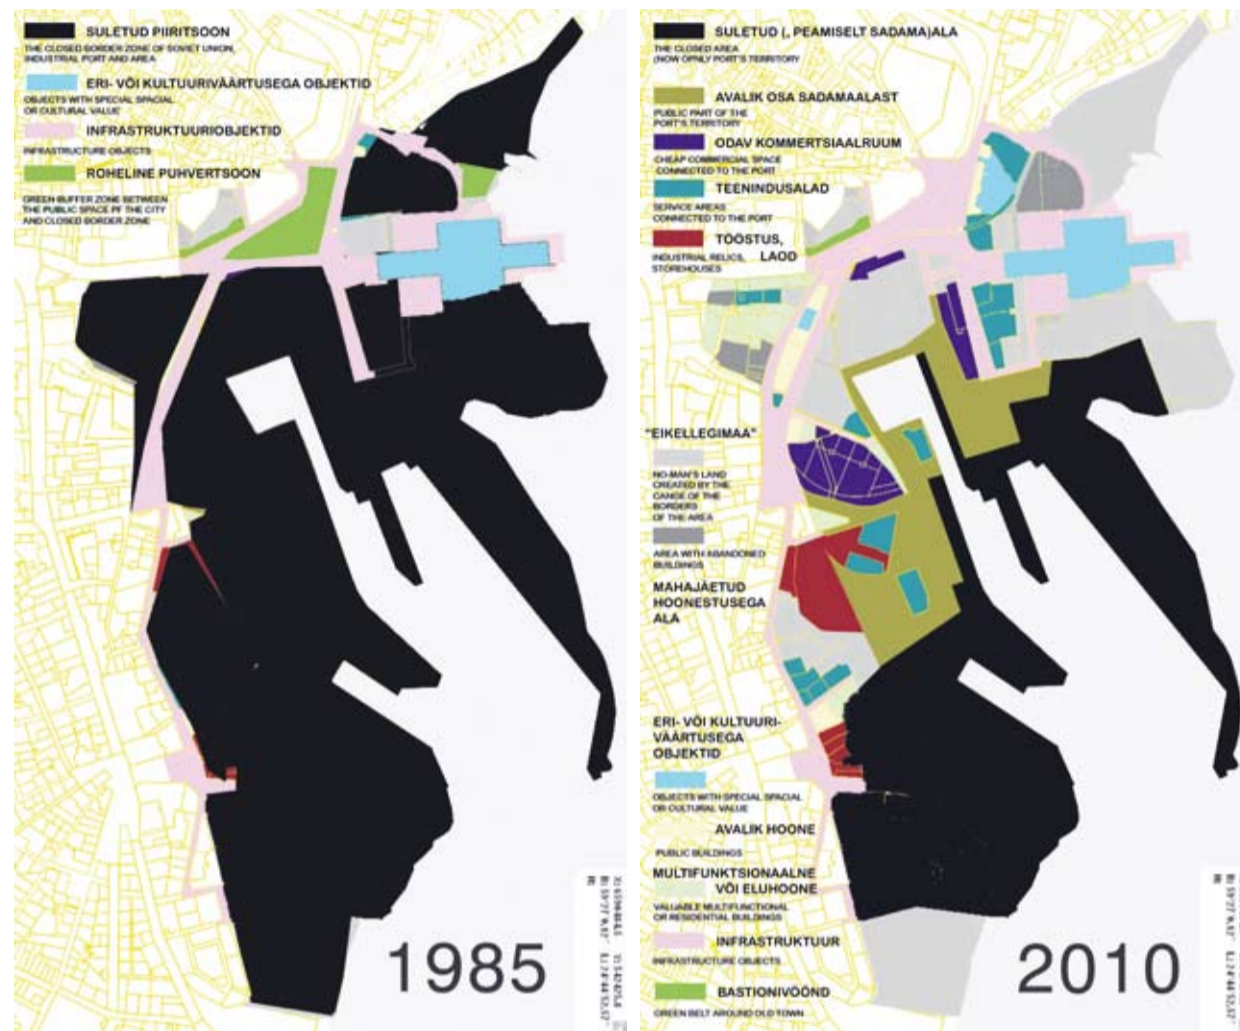 SULETUD PIIRITSOON
THE CLOSED BORDER ZONE OF SOVIET UNION,
INDUSTRIAL PORT AND AREA
ERI- VÕI KULTUURIVÄÄRTUSEGA OBJEKTID
OBJECTS WITH SPECIAL SPACIAL
OR CULTURAL VALUE
INFRASTRUKTUURIOBJEKTID
INFRASTRUCTURE OBJECTS
ROHELINE PUHVERTSOON
GREEN BUFFER ZONE BETWEEN
THE PUBLIC SPACE PF THE CITY
AND CLOSED BORDER ZONE
1985
SULETUD (, PEAMISELT SADAMA)ALA
THE CLOSED AREA
(NOW OPNLY PORT'S TERRITORY
AVALIK OSA SADAMAALAST
PUBLIC PART OF THE
PORT'S TERRITORY
ODAV KOMMERTSIAALRUUM
CHEAP COMMERCIAL SPACE
CONNECTED TO THE PORT
TEENINDUSALAD
SERVICE AREAS
CONNECTED TO THE PORT
TÖÖSTUS,
LAOD
INDUSTRIAL RELICS,
STOREHOUSES
"EIKELLEGIMAA"
NO-MAN'S LAND
CREATED BY THE
CANGE OF THE
BORDERS
OF THE AREA
AREA WITH ABANDONED
BUILDINGS
MAHAJÄETUD
HOONESTUSEGA
ALA
ERI- VÕI KULTUURI-
VÄÄRTUSEGA
OBJEKTID
OBJECTS WITH SPECIAL SPACIAL
OR CULTURAL VALUE
AVALIK HOONE
PUBLIC BUILDINGS
MULTIFUNKTSIONAALNE
VÕI ELUHOONE
VALUABLE MULTIFUNCTIONAL
OR RESIDENTIAL BUILDINGS
INFRASTRUKTUUR
INFRASTRUCTURE OBJECTS
BASTIONIVÖÖND
GREEN BELT AROUND OLD TOWN
2010